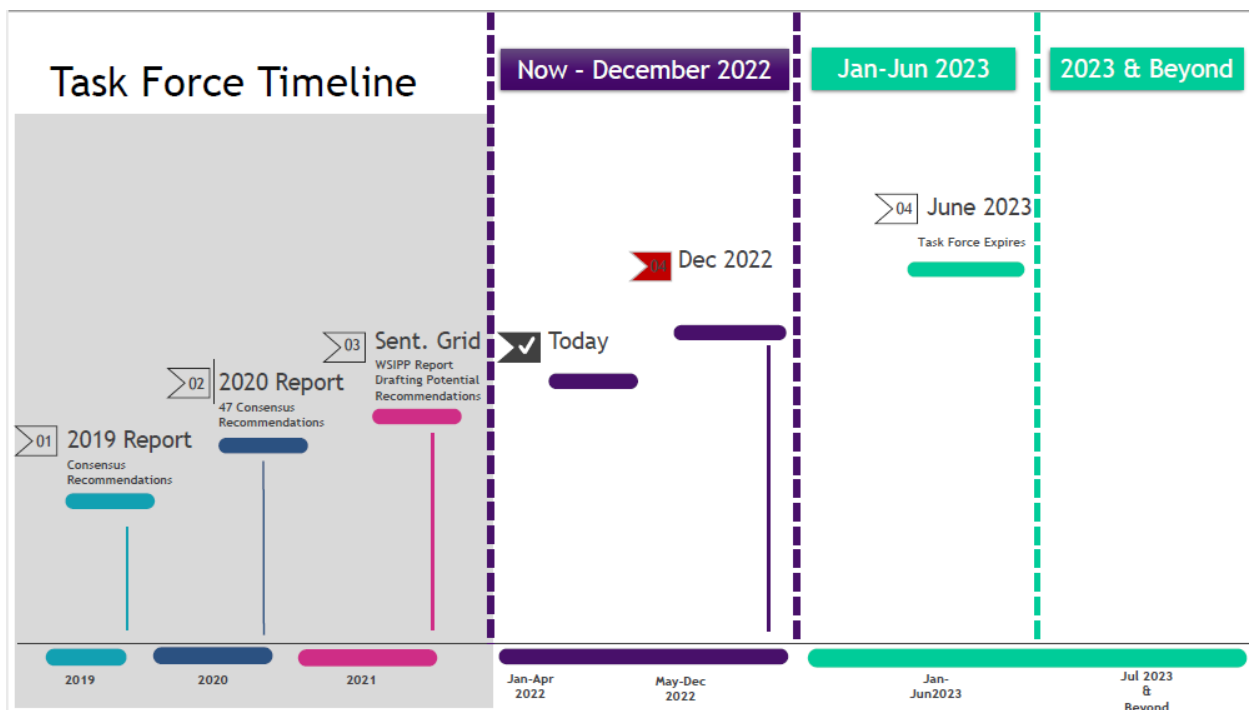 Task Force Timeline
Now – December 2022
Jan-Jun 2023
2023 & Beyond
04
June 2023
Task Force Expires
04
Dec 2022
03
Sent. Grid
WSIPP Report
Drafting Potential
Recommendations
Today
02
2020 Report
47 Consensus
Recommendations
01
2019 Report
Consensus
Recommendations
2019
2020
2021
Jan-Apr
2022
May-Dec
2022
Jan-
Jun2023
Jul 2023
&
Beyond